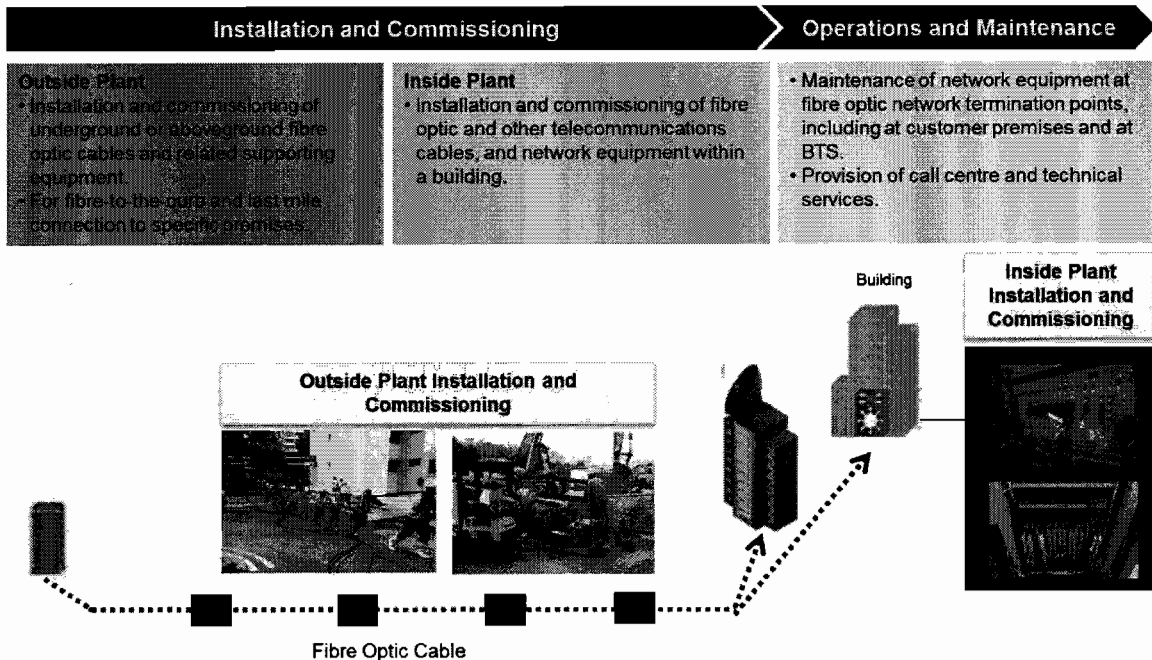 Installation and Commissioning
Operations and Maintenance
Outside Plant
• Installation and commissioning of
underground or aboveground fibre
optic cables and related supporting
equipment.
• For fibre-to-the-curb and last mile
connection to specific premises.
Inside Plant
• Installation and commissioning of fibre
optic and other telecommunications
cables, and network equipment within
a building.
• Maintenance of network equipment at
fibre optic network termination points,
including at customer premises and at
BTS.
• Provision of call centre and technical
services.
Building
Inside Plant
Installation and
Commissioning
Outside Plant Installation and
Commissioning
Fibre Optic Cable